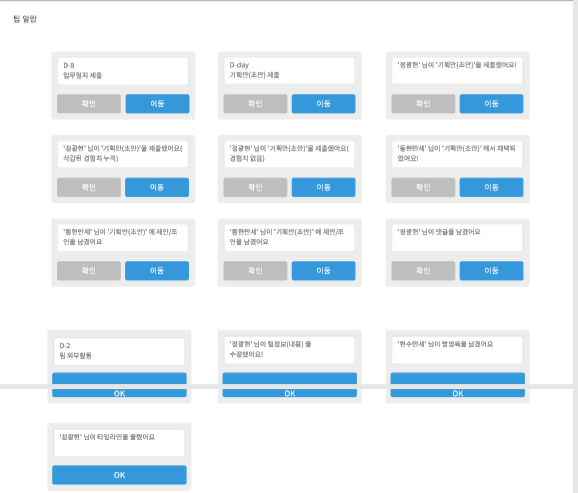 팀 알람
D-8
업무일지 제출
확인 이동
D-day
기획안(초안) 제출
확인 이동
'정광현' 님이 '기획안(초안)'을 제출했어요!
확인 이동
'정광현' 님이 '기획안(초안)'을 제출했어요(
삭감된 경험치 누적)
확인 이동
'정광현' 님이 '기획안(초안)'을 제출했어요(
경험치 없음)
확인 이동
'동현만세' 님이 '기획안(초안)' 에서 채택되
었어요!
확인 이동
'동현만세' 님이 '기획안(초안)' 에 제안/조
언을 남겼어요
확인 이동
'동현만세' 님이 '기획안(초안)' 에 제안/조
언을 남겼어요
확인 이동
'정광현' 님이 댓글을 남겼어요
확인 이동
D-2
팀 외부활동
OK
'정광현' 님이 팀정보(내용) 을
수정했어요!
OK
'현수만세' 님이 방명록을 남겼어요
OK
'정광현' 님이 타임라인을 올렸어요
OK